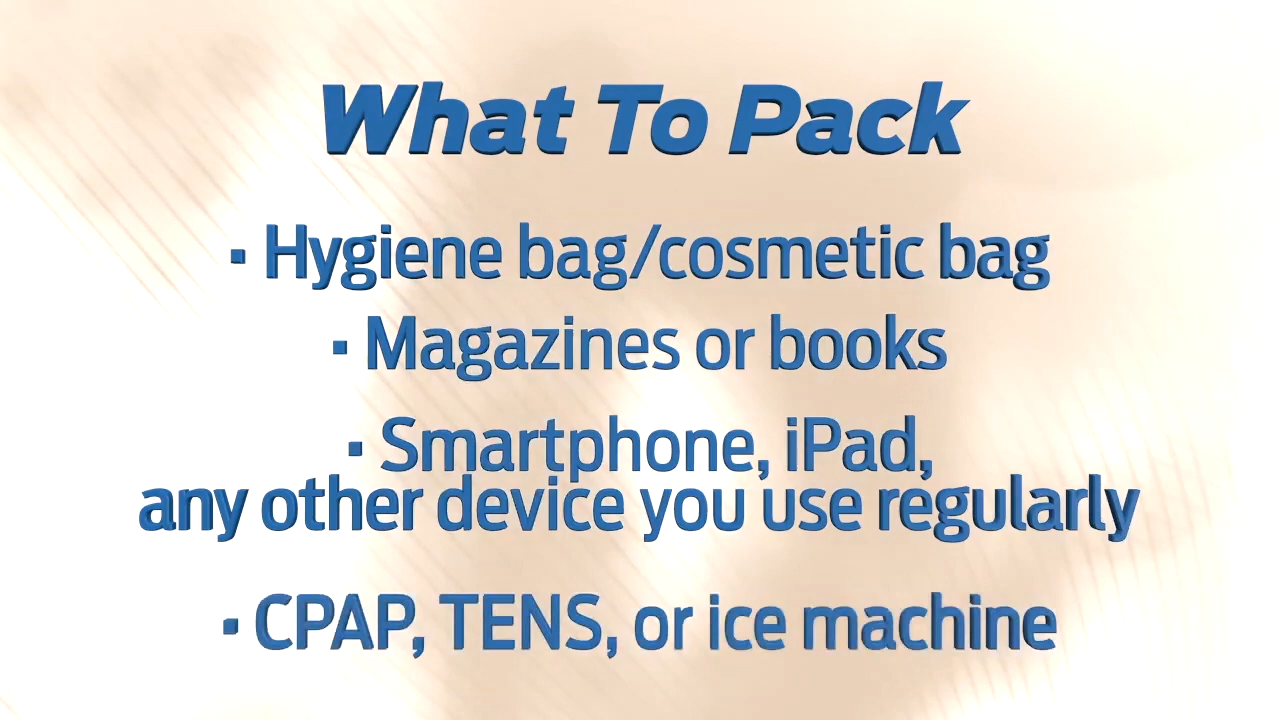 What To Pack
▪ Hygiene bag/cosmetic bag
▪ Magazines or books
▪ Smartphone, iPad,
any other device you use regularly
▪ CPAP, TENS, or ice machine